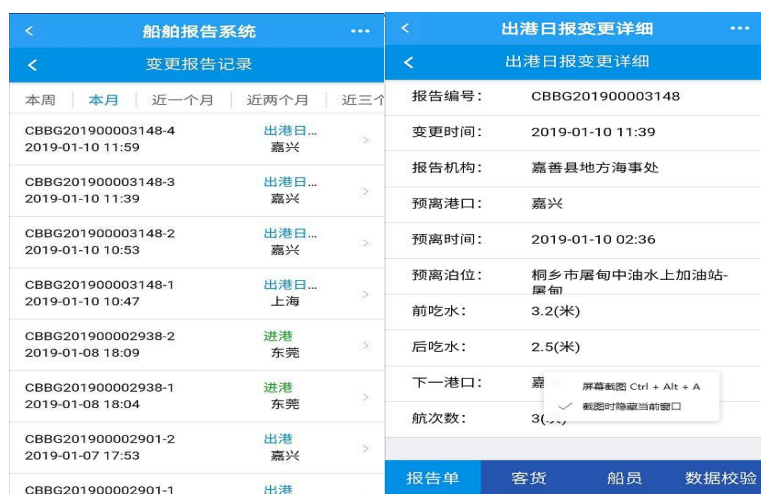 船舶报告系统
变更报告记录
本周 本月 近一个月 近两个月 近三个
CBBG201900003148-4 出港日...
2019-01-10 11:59 嘉兴
CBBG201900003148-3 出港日...
2019-01-10 11:39 嘉兴
CBBG201900003148-2 出港日...
2019-01-10 10:53 嘉兴
CBBG201900003148-1 出港日...
2019-01-10 10:47 上海
CBBG201900002938-2 进港
2019-01-08 18:09 东莞
CBBG201900002938-1 进港
2019-01-08 18:04 东莞
CBBG201900002901-2 出港
2019-01-07 17:53 嘉兴
CBBG201900002901-1 出港
出港日报变更详细
出港日报变更详细
报告编号: CBBG201900003148
变更时间: 2019-01-10 11:39
报告机构: 嘉善县地方海事处
预离港口: 嘉兴
预离时间: 2019-01-10 02:36
预离泊位: 桐乡市屠甸中油水上加油站-
屠甸
前吃水: 3.2(米)
后吃水: 2.5(米)
下一港口: 嘉
屏幕截图 Ctrl + Alt + A
截图时隐藏当前窗口
航次数: 3(
报告单 客货 船员 数据校验